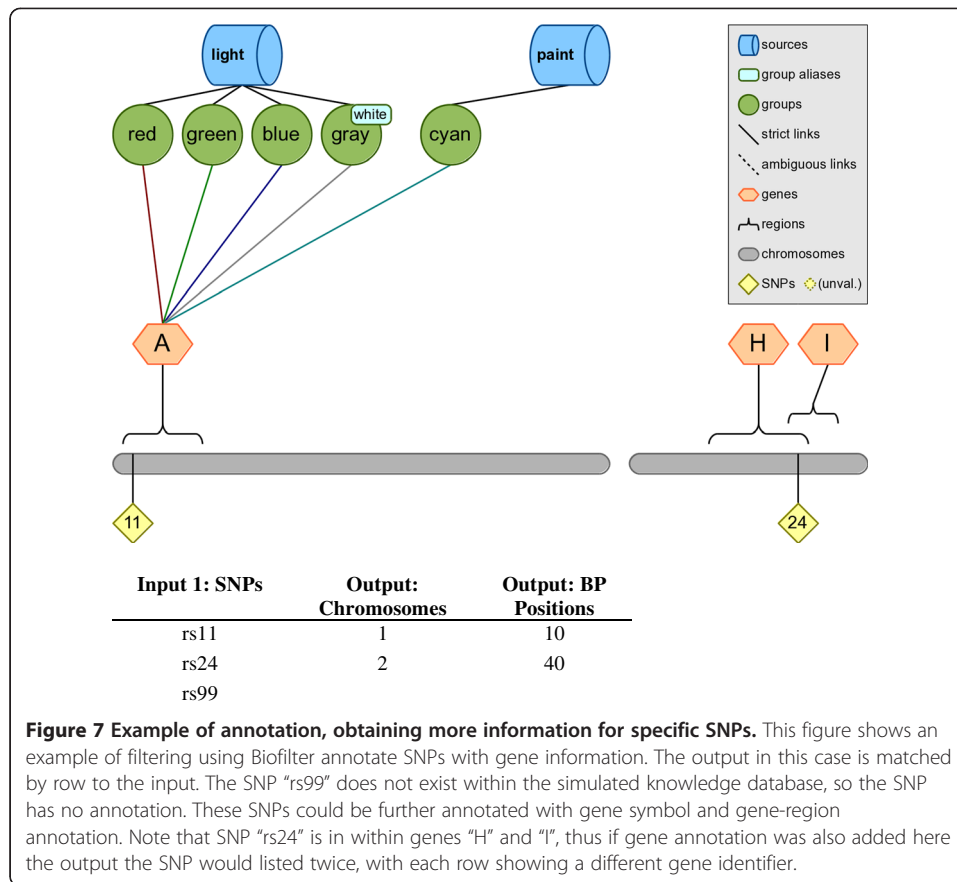 light
paint
sources
group aliases
groups
strict links
ambiguous links
genes
regions
chromosomes
SNPs (unval.)
red
green
blue
gray
white
cyan
A
H
I
11
24
Input 1: SNPs Output: Chromosomes Output: BP Positions
rs11 1 10
rs24 2 40
rs99
Figure 7 Example of annotation, obtaining more information for specific SNPs. This figure shows an
example of filtering using Biofilter annotate SNPs with gene information. The output in this case is matched
by row to the input. The SNP “rs99” does not exist within the simulated knowledge database, so the SNP
has no annotation. These SNPs could be further annotated with gene symbol and gene-region
annotation. Note that SNP “rs24” is in within genes “H” and “I”, thus if gene annotation was also added here
the output the SNP would listed twice, with each row showing a different gene identifier.